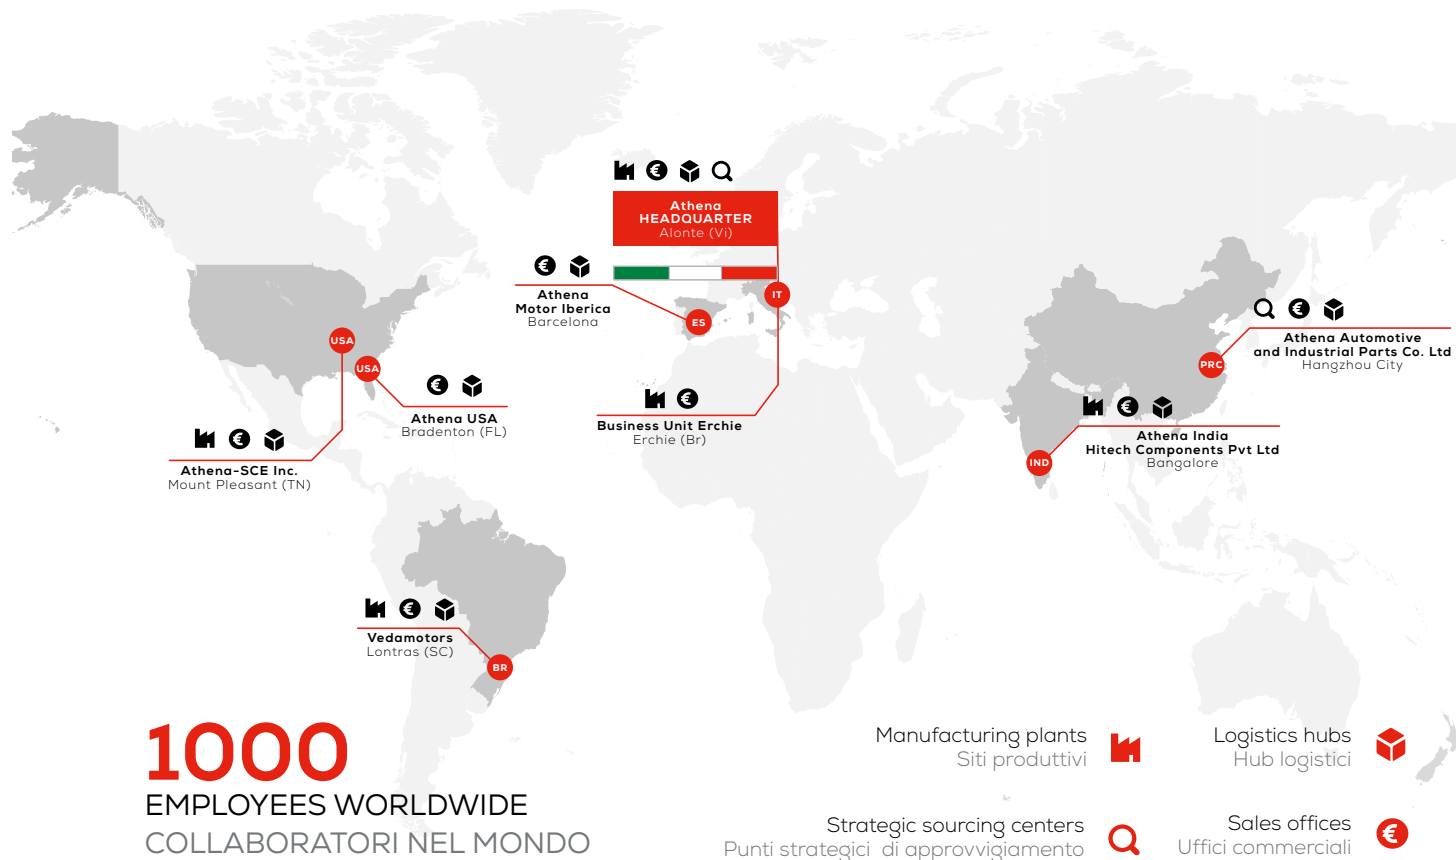 Athena
HEADQUARTER
Alonte (Vi)
Athena
Motor Iberica
Barcelona
IT
ES
USA
USA
Athena Automotive
and Industrial Parts Co. Ltd
Hangzhou City
PRC
Athena USA
Bradenton (FL)
Business Unit Erchie
Erchie (Br)
Athena India
Hitech Components Pvt Ltd
Bangalore
IND
Athena-SCE Inc.
Mount Pleasant (TN)
Vedamotors
Lontras (SC)
BR
1000
EMPLOYEES WORLDWIDE
COLLABORATORI NEL MONDO
Manufacturing plants
Siti produttivi
Logistics hubs
Hub logistici
Strategic sourcing centers
Punti strategici di approvvigiamento
Sales offices
Uffici commerciali